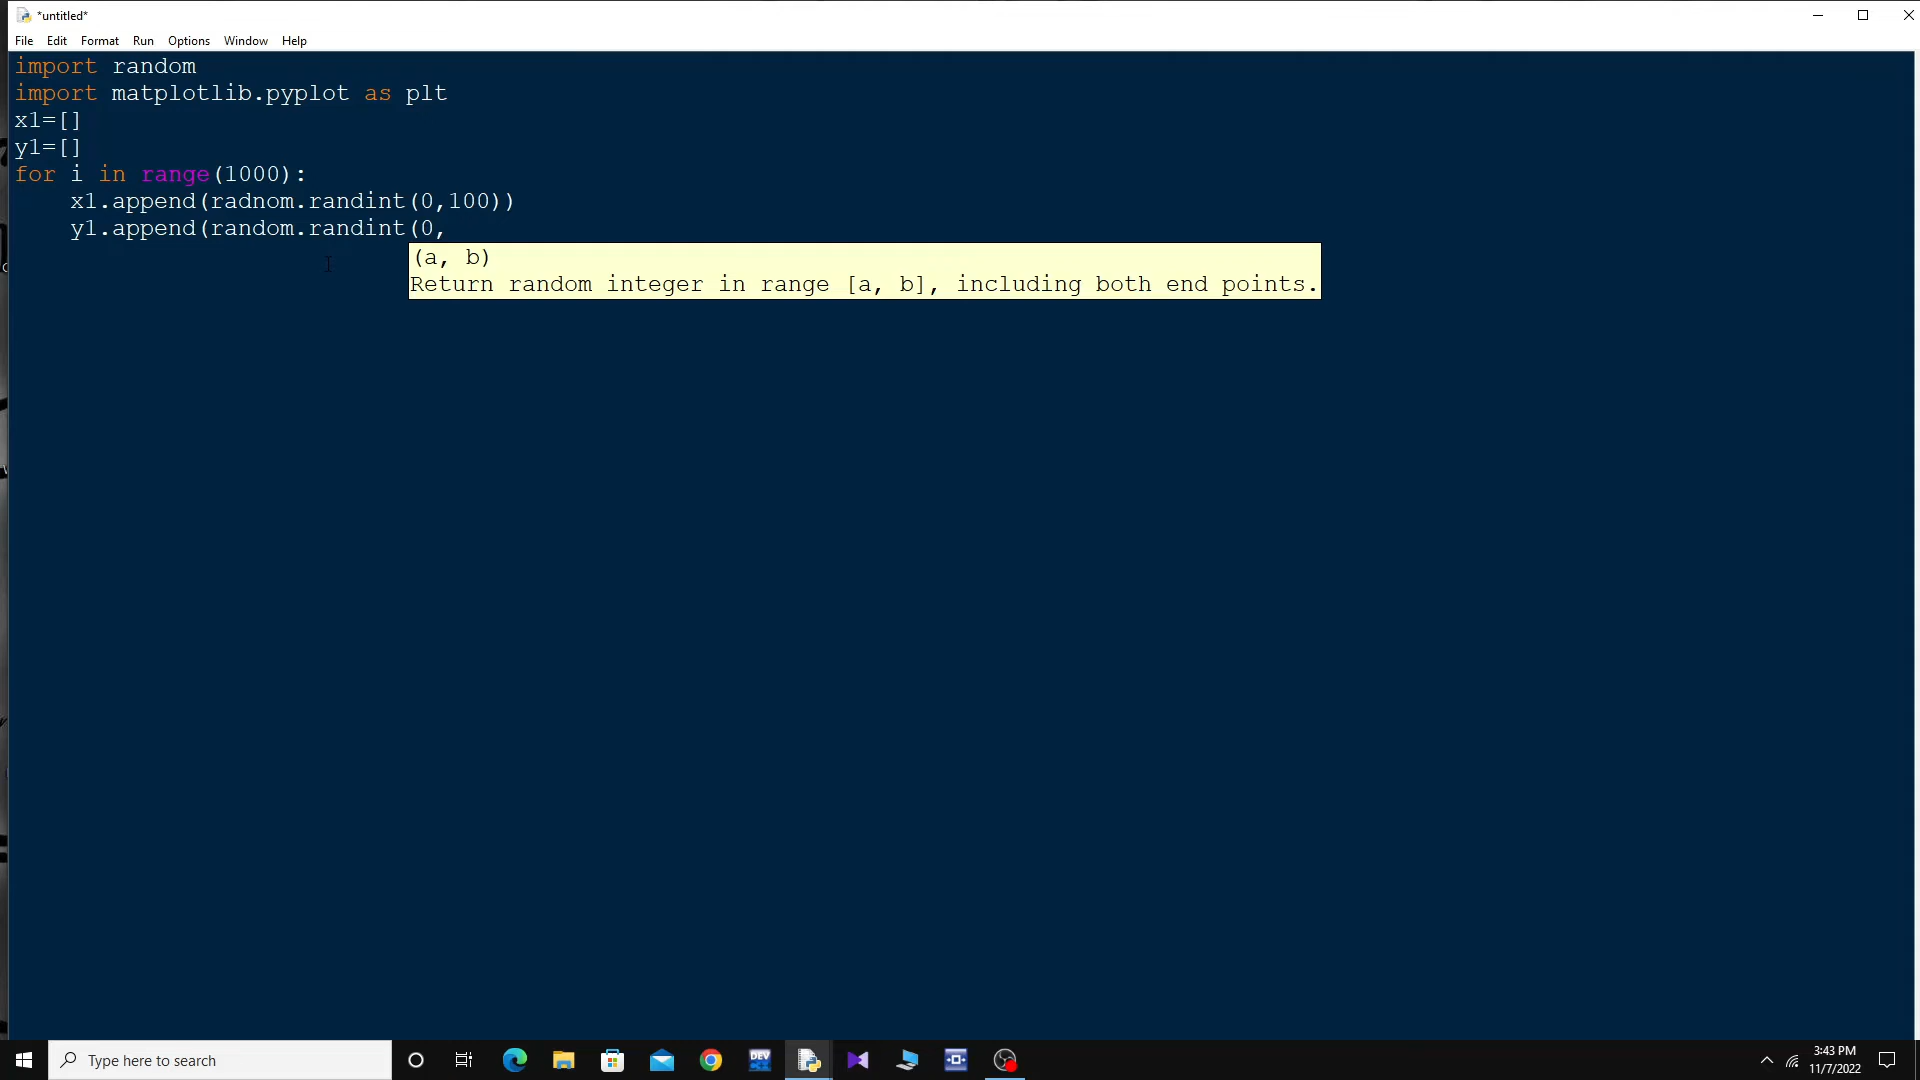 *untitled*
File Edit Format Run Options Window Help
import random
import matplotlib.pyplot as plt
x1=[]
y1=[]
for i in range(1000):
    x1.append(radnom.randint(0,100))
    y1.append(random.randint(0,
(a, b)
Return random integer in range [a, b], including both end points.
Type here to search
DEV
3:43 PM
11/7/2022